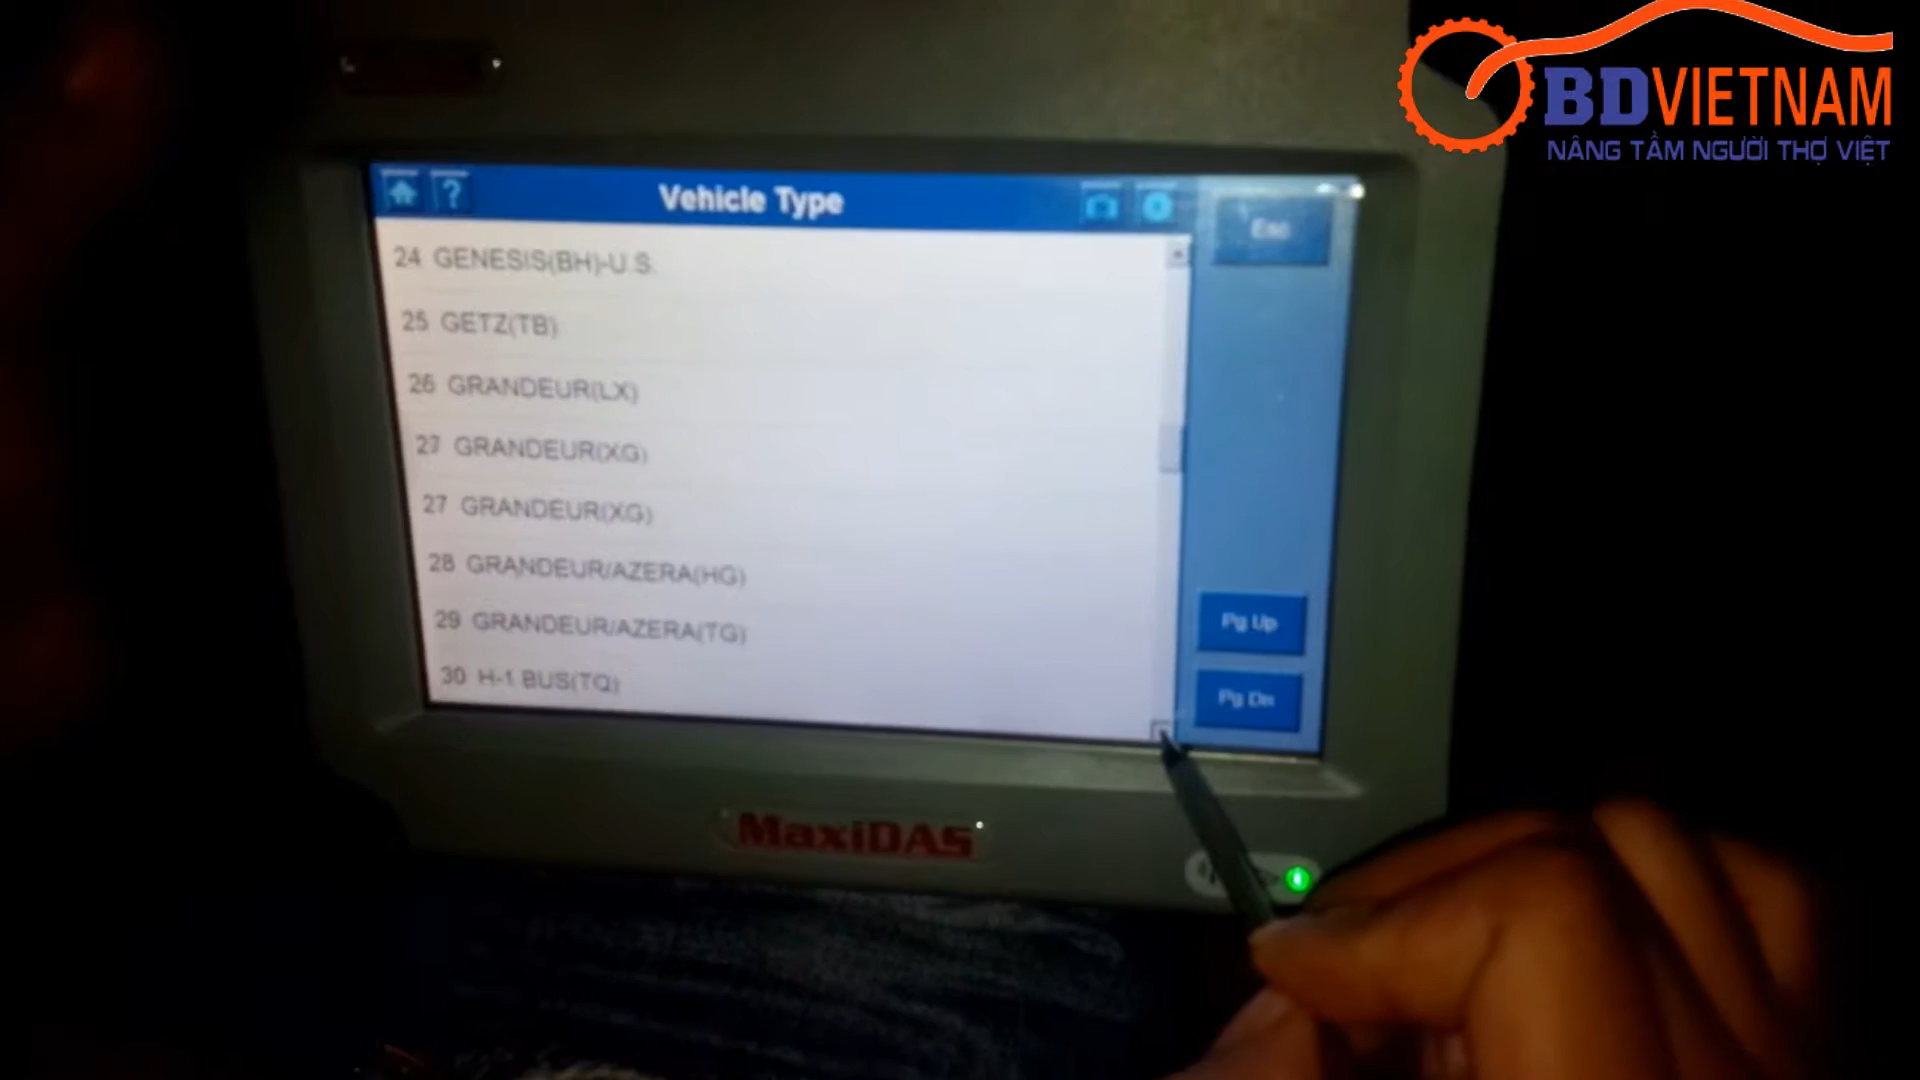 BDVIETNAM
NÂNG TẦM NGƯỜI THỢ VIỆT
Vehicle Type
Esc
24 GENESIS(BH)-U.S.
25 GETZ(TB)
26 GRANDEUR(LX)
27 GRANDEUR(XG)
27 GRANDEUR(XG)
28 GRANDEUR/AZERA(HG)
29 GRANDEUR/AZERA(TG)
30 H-1 BUS(TQ)
Pg Up
Pg Dn
MaxiDAS